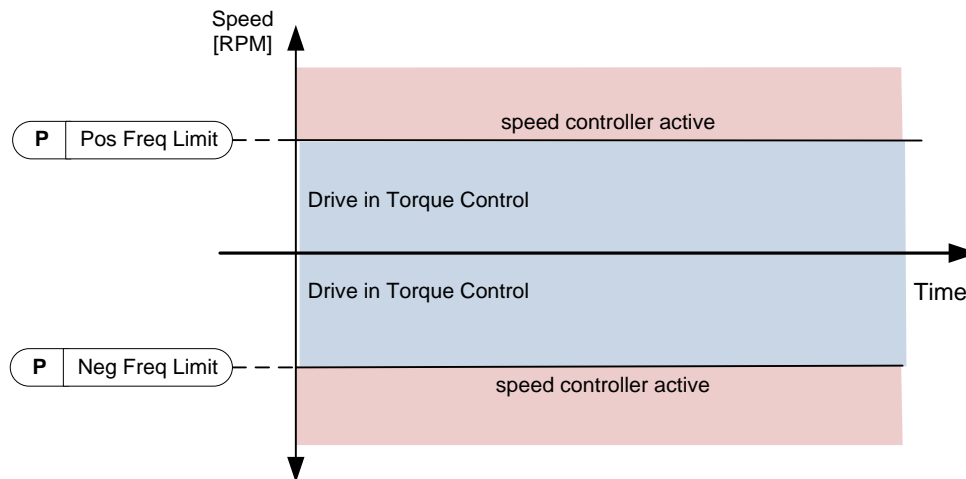 Speed
[RPM]
speed controller active
P Pos Freq Limit
Drive in Torque Control
Drive in Torque Control
Time
P Neg Freq Limit
speed controller active